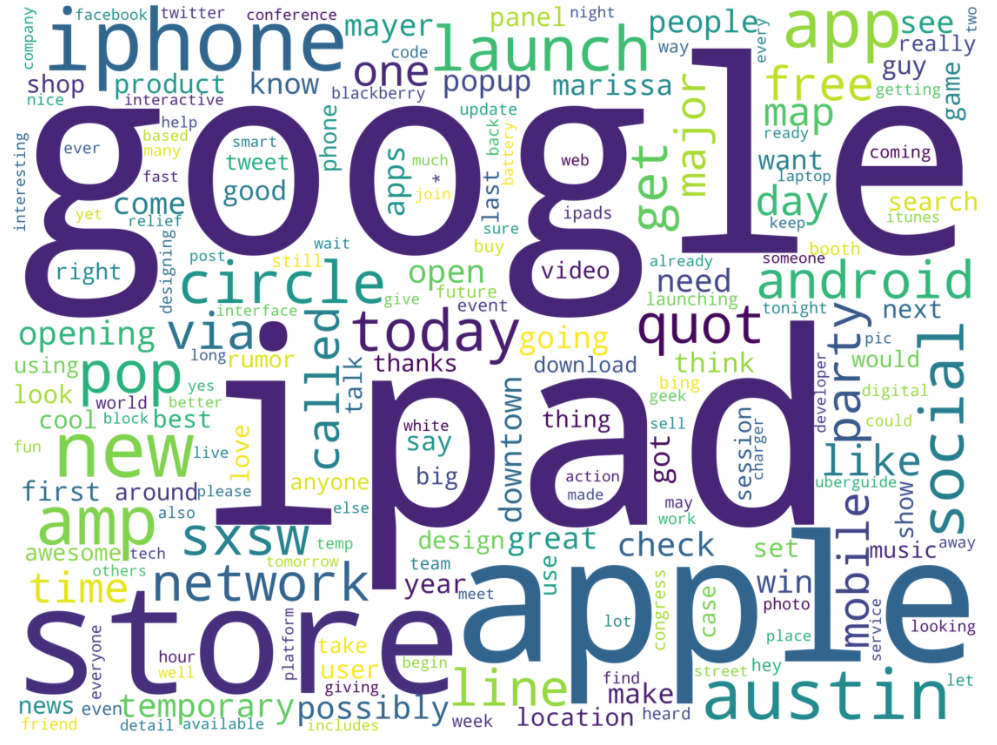 company
facebook
twitter
conference
night
two
iphone
mayer
code
launch
panel
people
way
every
app
see
really
shop
product
know
one
popup
marissa
free
guy
getting
game
nice
interactive
blackberry
update
major
map
google
help
based
many
ever
smart
tweet
good
phone
apps
much
*
join
back
battery
web
get
ready
want
laptop
coming
search
itunes
interesting
fast
yet
come
relief
last
sure
buy
ipads
day
keep
booth
designing
post
wait
still
right
circle
open
video
already
someone
need
android
interface
give
future
event
launching
tonight
next
opening
via
called
today
going
quot
party
pic
social
using
long
rumor
talk
thanks
download
think
would
look
pop
yes
better
world
ipad
bing
geek
developer
digital
cool
block
best
love
downtown
thing
got
sell
could
fun
new
live
white
say
big
session
charger
like
first
around
please
anyone
action
made
may
work
uberguide
also
else
amp
sxsw
temp
design
great
check
set
mobile
show
music
away
awesome
tech
others
tomorrow
team
use
win
time
network
year
meet
apple
congress
case
photo
service
looking
store
platform
take
user
giving
begin
lot
place
everyone
hour
well
line
find
street
hey
let
news
even
temporary
possibly
make
austin
friend
detail
available
includes
week
location
heard